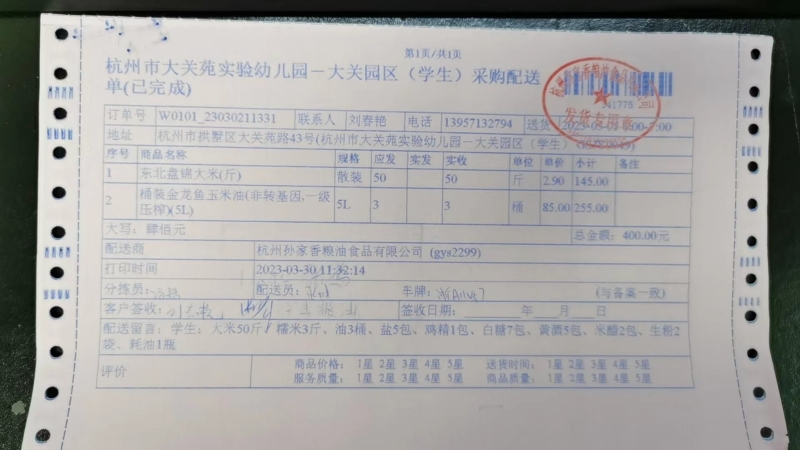 第1页/共1页
杭州市大关苑实验幼儿园－大关园区（学生）采购配送
单(已完成)
订单号 W0101_23030211331 联系人 刘春艳 电话 13957132794 送货
地址 杭州市拱墅区大关苑路43号(杭州市大关苑实验幼儿园－大关园区（学生）
序号 商品名称 规格 应发 实发 实收 单位 单价 小计 备注
1 东北盘锦大米(斤) 散装 50 50 斤 2.90 145.00
2 桶装金龙鱼玉米油(非转基因,一级压榨)(5L) 5L 3 3 桶 85.00 255.00
大写：肆佰元 总金额：400.00元
配送商 杭州孙家香粮油食品有限公司 (gys2299)
打印时间 2023-03-30 11:32:14
分拣员: 配送员: 车牌: (与备案一致)
客户签收: 签收日期: 年 月 日
配送留言：学生：大米50斤 糯米3斤、油3桶、盐5包、鸡精1包、白糖7包、黄酒5包、米醋2包、生粉2
袋、耗油1瓶
评价 商品价格： 1星 2星 3星 4星 5星 送货时间： 1星 2星 3星 4星 5星
服务质量： 1星 2星 3星 4星 5星 商品质量： 1星 2星 3星 4星 5星
发货专用章